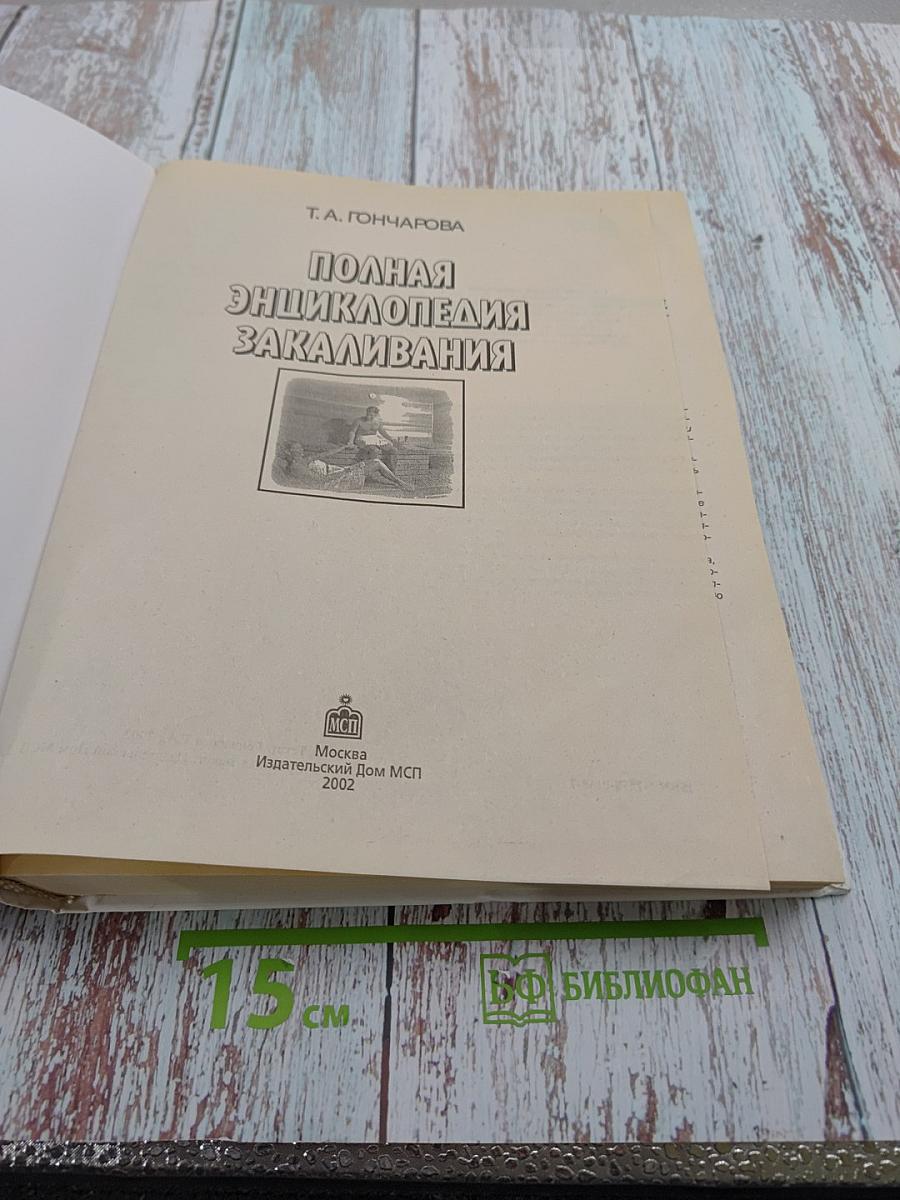 Т. А. ГОНЧАРОВА
ПОЛНАЯ
ЭНЦИКЛОПЕДИЯ
ЗАКАЛИВАНИЯ
МСП
Москва
Издательский Дом МСП
2002
15 см
БФ БИБЛИОФАН